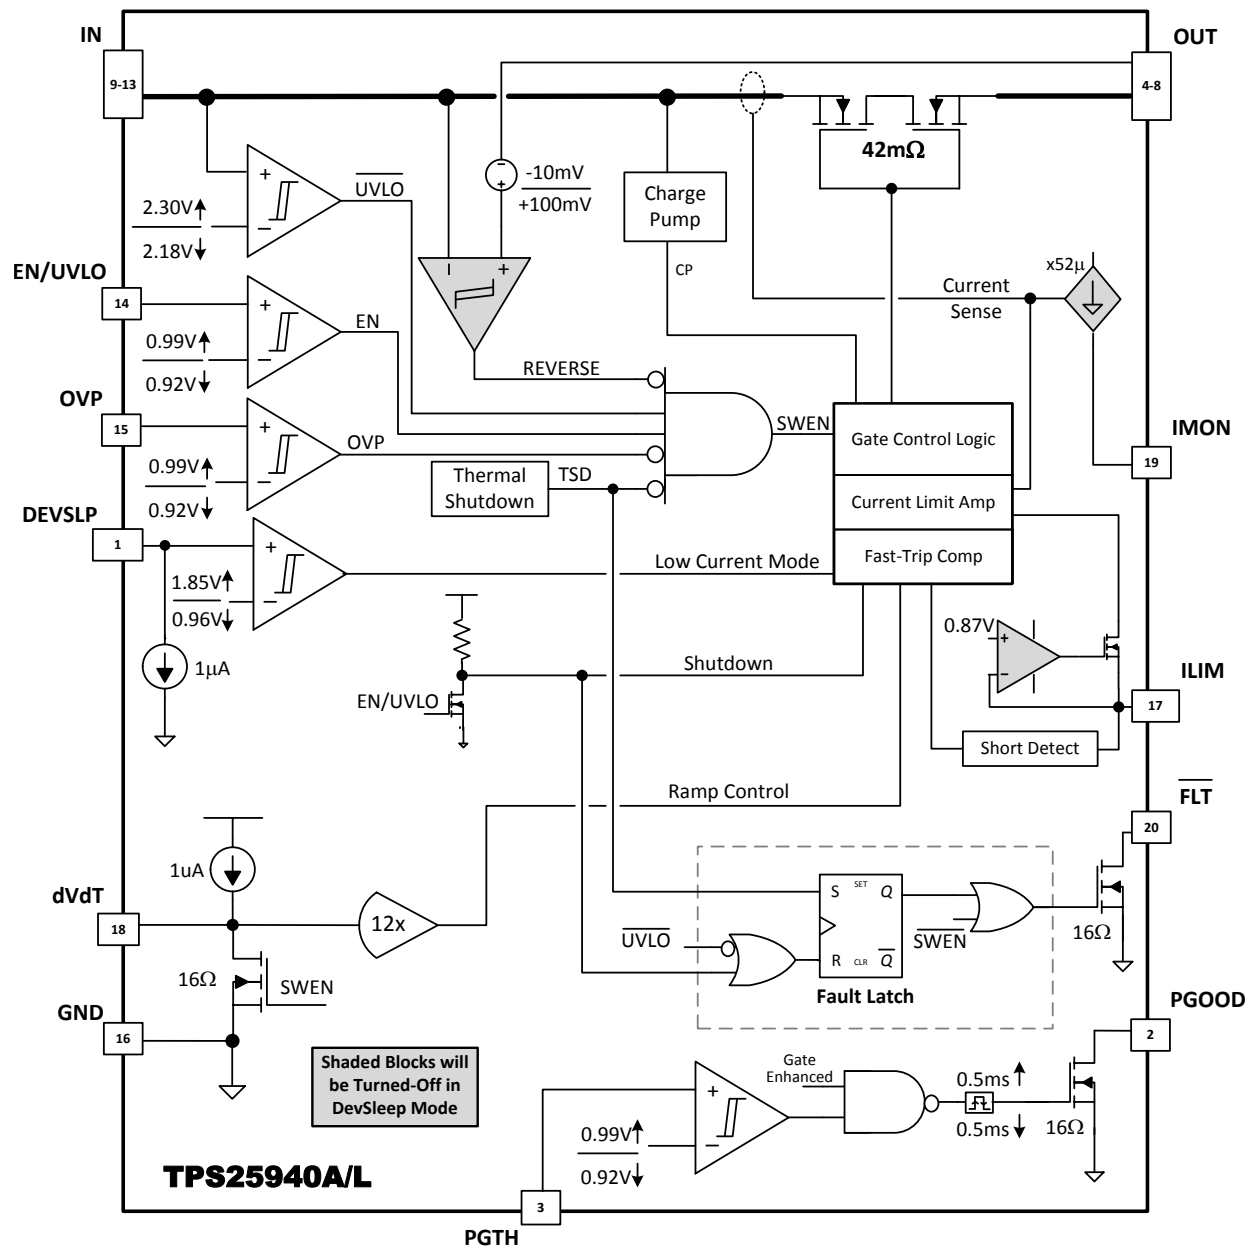 IN
OUT
9-13
4-8
42mΩ
-10mV
+100mV
Charge
Pump
CP
UVLO
2.30V
2.18V
+
−
−
+
−
+
x52µ
Current
Sense
EN/UVLO
14
+
−
EN
0.99V
0.92V
REVERSE
OVP
15
+
−
OVP
0.99V
0.92V
SWEN
Gate Control Logic
Current Limit Amp
Fast-Trip Comp
IMON
19
Thermal
Shutdown
TSD
DEVSLP
1
+
−
1.85V
0.96V
Low Current Mode
1µA
0.87V
+
−
Shutdown
EN/UVLO
ILIM
17
Short Detect
Ramp Control
FLT
20
1uA
dVdT
18
12x
S
SET
Q
R
CLR
Q
UVLO
SWEN
Fault Latch
16Ω
16Ω
SWEN
GND
16
PGOOD
2
Shaded Blocks will
be Turned-Off in
DevSleep Mode
Gate
Enhanced
+
−
0.99V
0.92V
0.5ms
0.5ms
16Ω
TPS25940A/L
3
PGTH